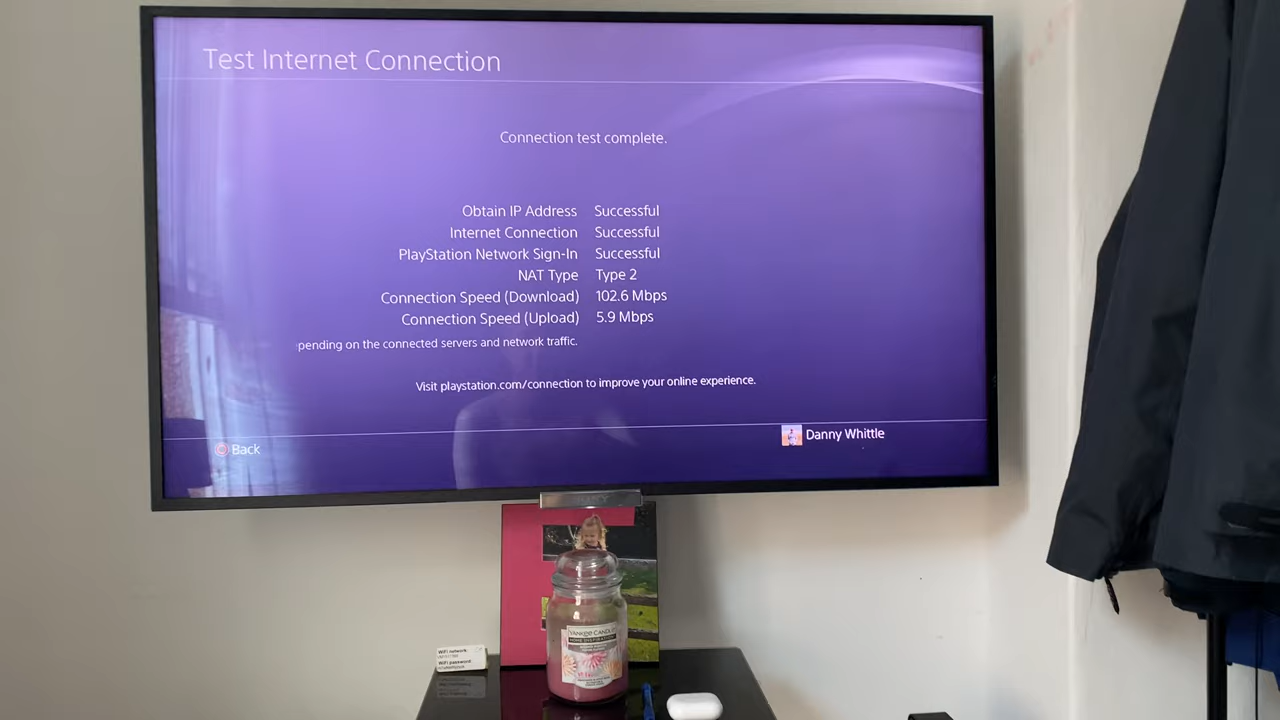 Test Internet Connection
Connection test complete.
Obtain IP Address Successful
Internet Connection Successful
PlayStation Network Sign-In Successful
NAT Type Type 2
Connection Speed (Download) 102.6 Mbps
Connection Speed (Upload) 5.9 Mbps
pending on the connected servers and network traffic.
Visit playstation.com/connection to improve your online experience.
Back
Danny Whittle
YANKEE CANDLE
HOME INSPIRATION
WiFi network
WiFi password